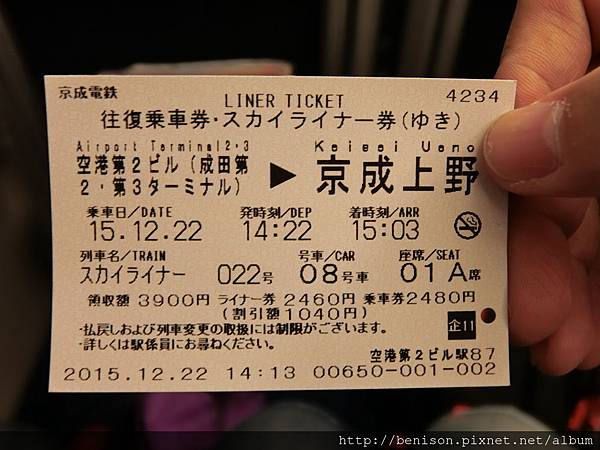 京成電鉄 LINER TICKET 4234
往復乗車券・スカイライナー券(ゆき)
Airport Terminal2・3 Keisei Ueno
空港第2ビル(成田第
2・第3ターミナル) ▶ 京成上野
乗車日/DATE 発時刻/DEP 着時刻/ARR
15.12.22 14:22 15:03
列車名/TRAIN 号車/CAR 座席/SEAT
スカイライナー 022号 08号車 01A席
領収額 3900円 ライナー券 2460円 乗車券2480円
(割引額1040円)
・払戻しおよび列車変更の取扱には制限がございます。
・詳しくは駅係員にお尋ねください。
企11
空港第2ビル駅87
2015.12.22 14:13 00650-001-002
http://benison.pixnet.net/album